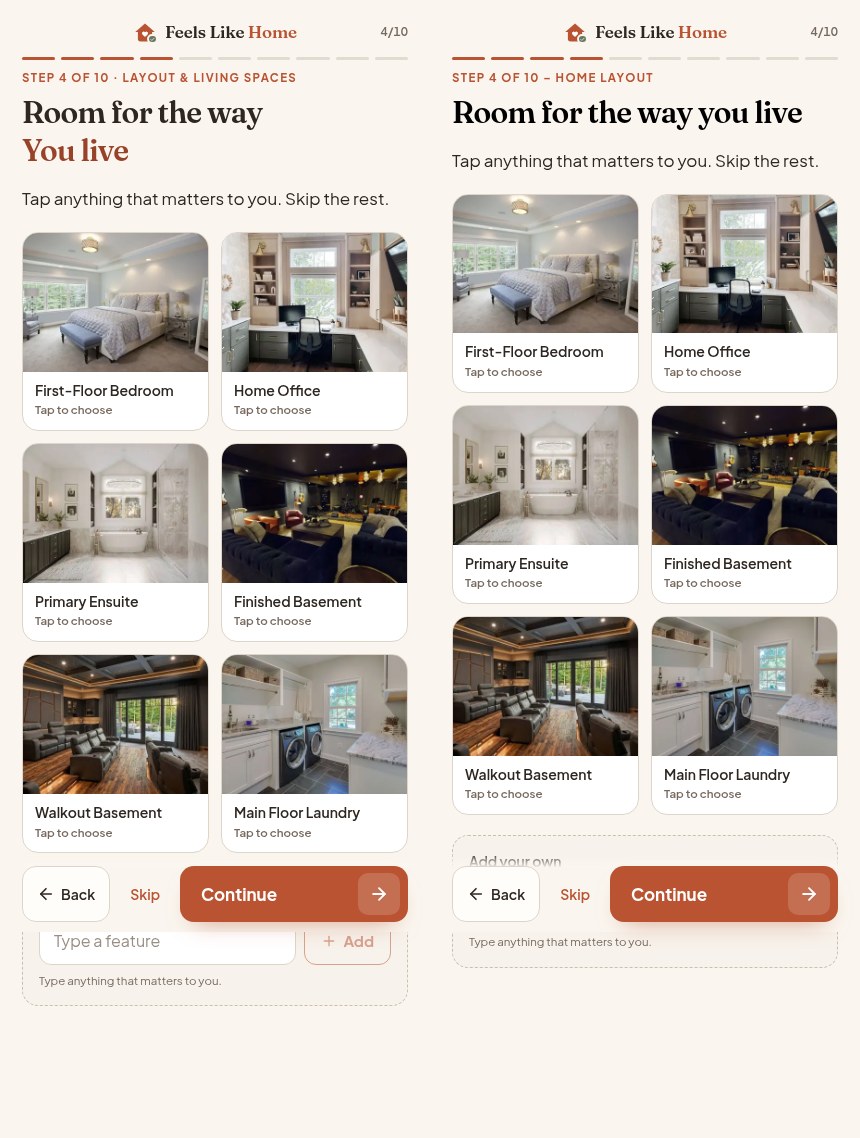 Feels Like Home
4/10
STEP 4 OF 10 · LAYOUT & LIVING SPACES
Room for the way
You live
Tap anything that matters to you. Skip the rest.
First-Floor Bedroom
Tap to choose
Home Office
Tap to choose
Primary Ensuite
Tap to choose
Finished Basement
Tap to choose
Walkout Basement
Tap to choose
Main Floor Laundry
Tap to choose
Back
Skip
Continue
Type a feature
+ Add
Type anything that matters to you.
Feels Like Home
4/10
STEP 4 OF 10 – HOME LAYOUT
Room for the way you live
Tap anything that matters to you. Skip the rest.
First-Floor Bedroom
Tap to choose
Home Office
Tap to choose
Primary Ensuite
Tap to choose
Finished Basement
Tap to choose
Walkout Basement
Tap to choose
Main Floor Laundry
Tap to choose
Add your own
Back
Skip
Continue
Type anything that matters to you.